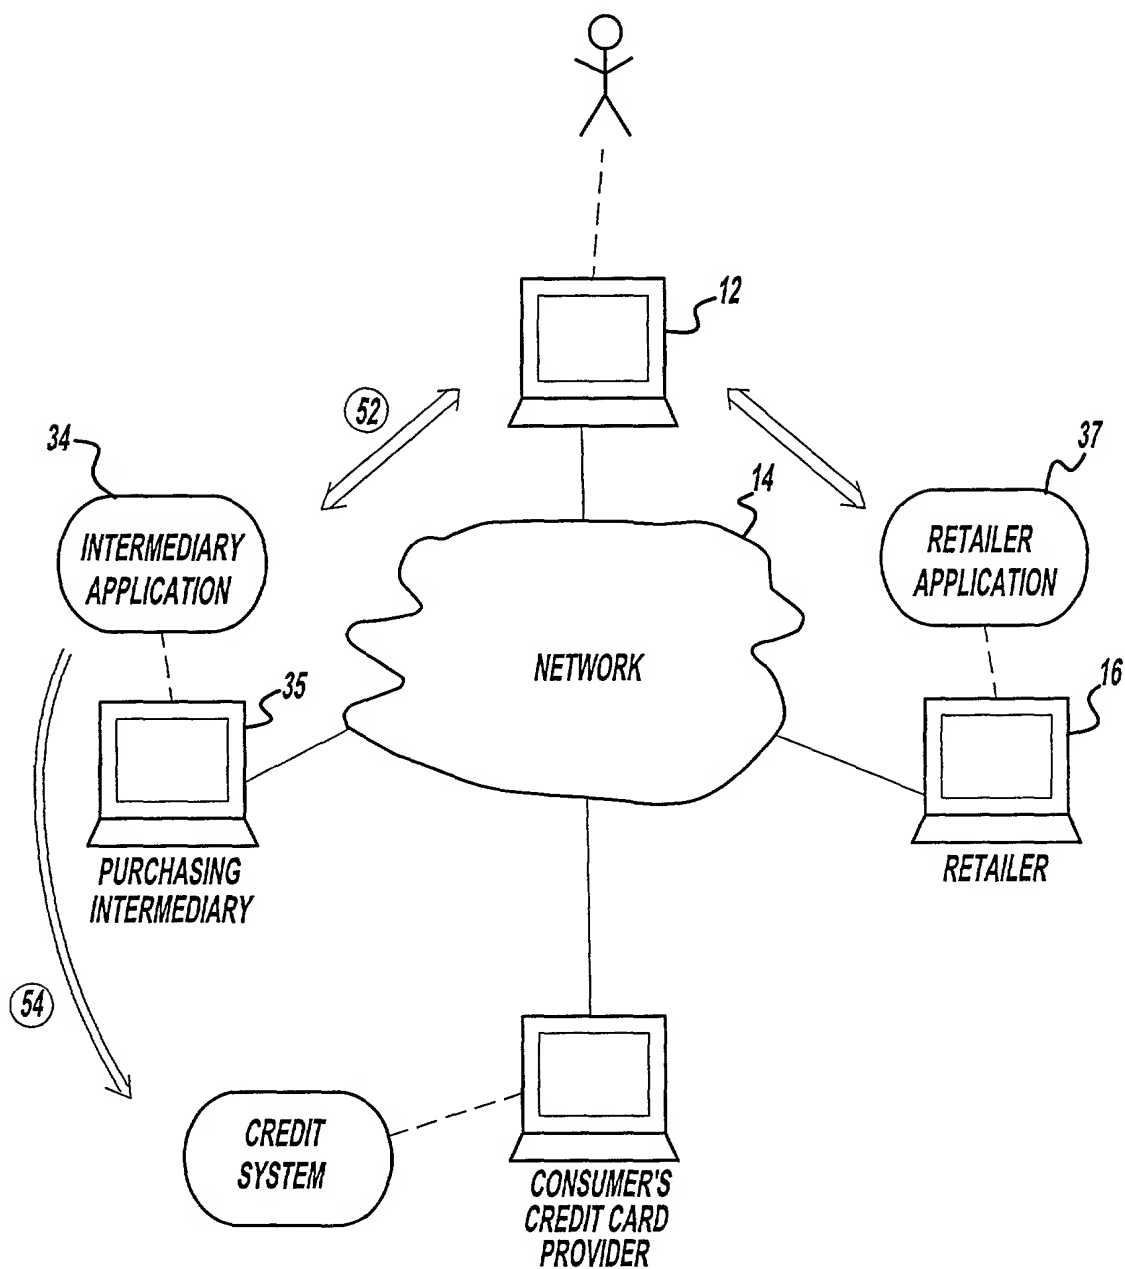 12
52
34
37
14
INTERMEDIARY
APPLICATION
RETAILER
APPLICATION
NETWORK
35
16
PURCHASING
INTERMEDIARY
RETAILER
54
CREDIT
SYSTEM
CONSUMER'S
CREDIT CARD
PROVIDER